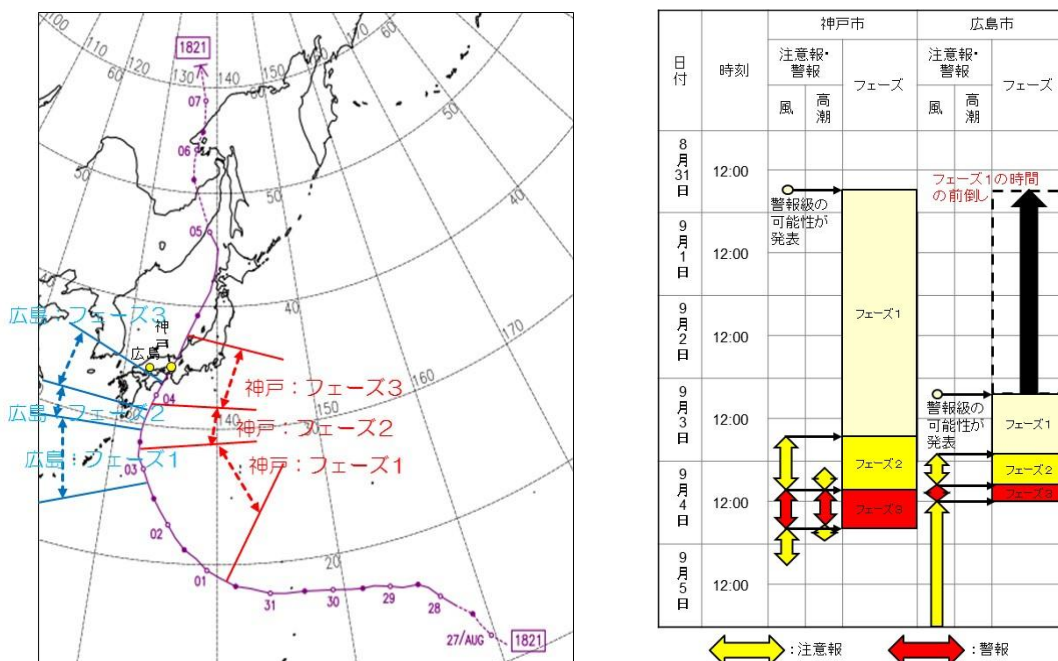 100
110
120
60
130
1821
140
150
160
170
60
50
07
06
50
50
05
40
40
40
170
30
広島：フェーズ3
神戸
広島
160
神戸：フェーズ3
04
150
広島：フェーズ2
140
神戸：フェーズ2
広島：フェーズ1
神戸：フェーズ1
03
02
20
01
31
30
29
28
27/AUG
1821
日付
時刻
神戸市
広島市
注意報・
警報
フェーズ
注意報・
警報
フェーズ
風
高潮
風
高潮
8月31日
12:00
警報級の
可能性が
発表
フェーズ1の時間
の前倒し
9月1日
12:00
9月2日
12:00
フェーズ1
9月3日
12:00
警報級の
可能性が
発表
フェーズ1
フェーズ2
フェーズ2
9月4日
12:00
フェーズ3
フェーズ3
9月5日
12:00
：注意報
：警報